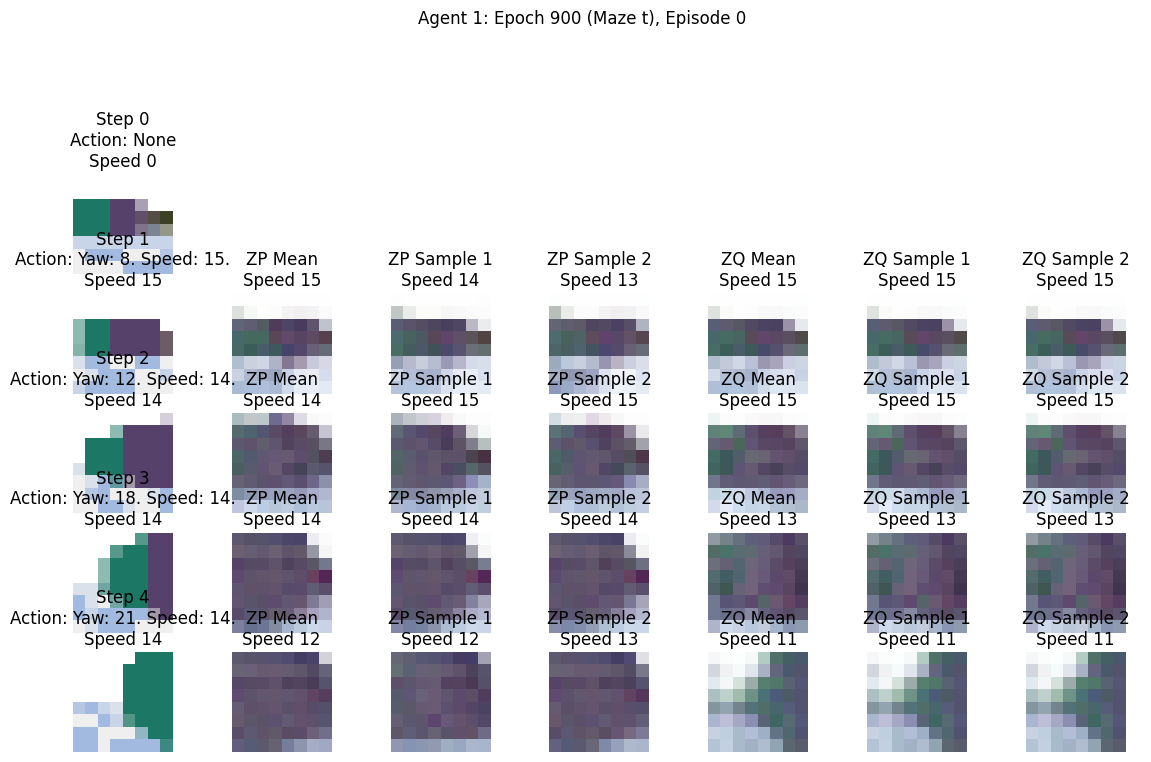 Agent 1: Epoch 900 (Maze t), Episode 0
Step 0
Action: None
Speed 0
Step 1
Action: Yaw: 8. Speed: 15.
Speed 15
ZP Mean
Speed 15
ZP Sample 1
Speed 14
ZP Sample 2
Speed 13
ZQ Mean
Speed 15
ZQ Sample 1
Speed 15
ZQ Sample 2
Speed 15
Step 2
Action: Yaw: 12. Speed: 14.
Speed 14
ZP Mean
Speed 14
ZP Sample 1
Speed 15
ZP Sample 2
Speed 15
ZQ Mean
Speed 15
ZQ Sample 1
Speed 15
ZQ Sample 2
Speed 15
Step 3
Action: Yaw: 18. Speed: 14.
Speed 14
ZP Mean
Speed 14
ZP Sample 1
Speed 14
ZP Sample 2
Speed 14
ZQ Mean
Speed 13
ZQ Sample 1
Speed 13
ZQ Sample 2
Speed 13
Step 4
Action: Yaw: 21. Speed: 14.
Speed 14
ZP Mean
Speed 12
ZP Sample 1
Speed 12
ZP Sample 2
Speed 13
ZQ Mean
Speed 11
ZQ Sample 1
Speed 11
ZQ Sample 2
Speed 11